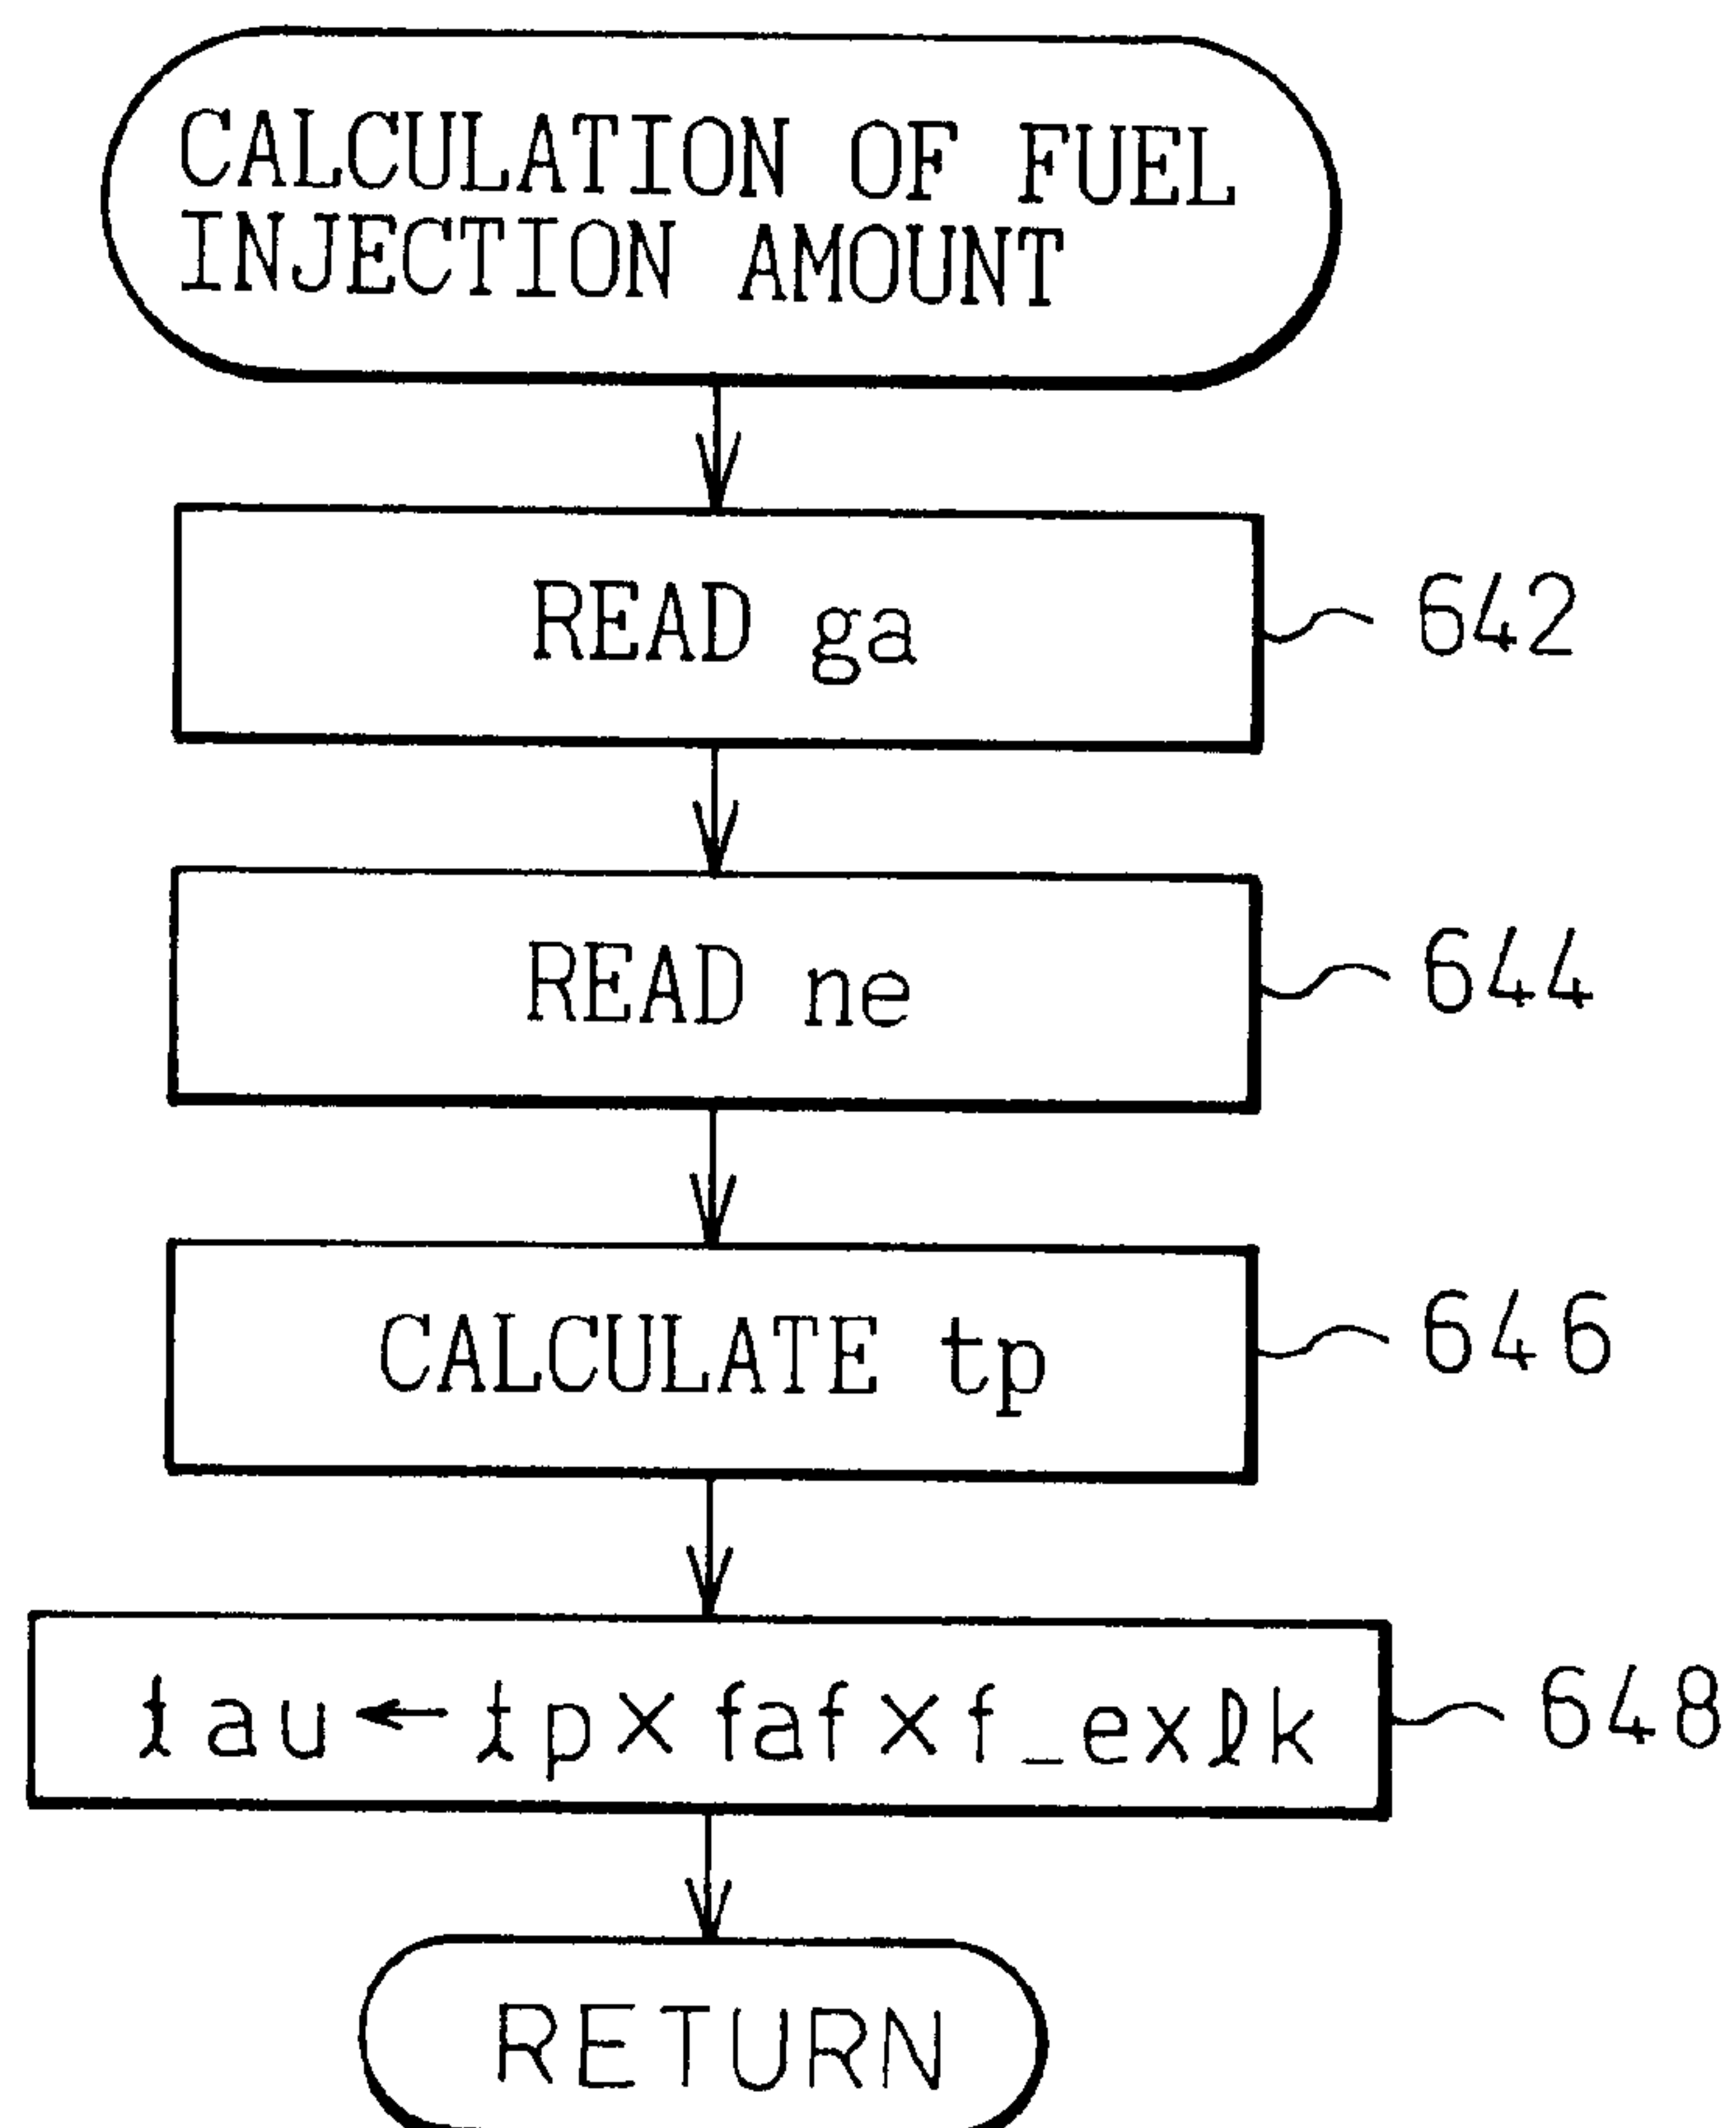 CALCULATION OF FUEL
INJECTION AMOUNT
READ ga
642
READ ne
644
CALCULATE tp
646
tau←tp×faf×f_exlk
648
RETURN